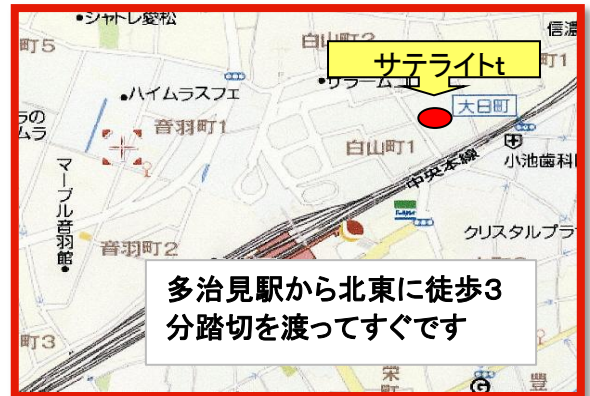 シャトレ愛松
白山町2
信濃
町5
サテライトt
町1
サラーム
ハイムラスフェ
大日町
らの
ムラ
音羽町1
白山町1
小池歯科
中央本線
マーブル音羽館
クリスタルプラ
音羽町2
多治見駅から北東に徒歩３
分踏切を渡ってすぐです
町3
栄町
G
豊